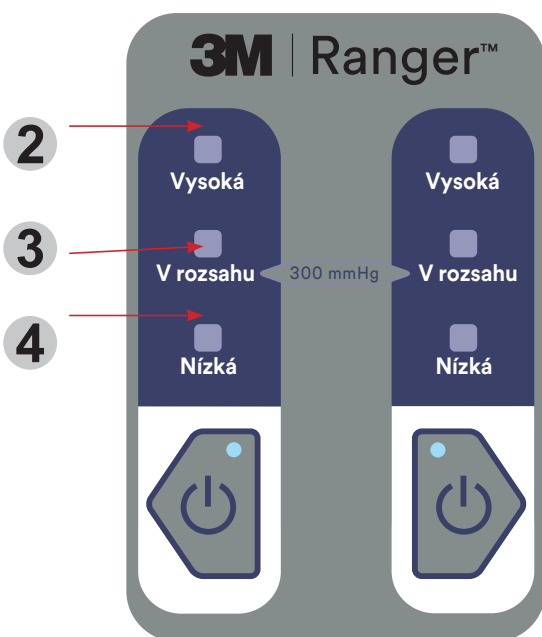 3M Ranger™
2
Vysoká
Vysoká
3
V rozsahu
300 mmHg
V rozsahu
4
Nízká
Nízká